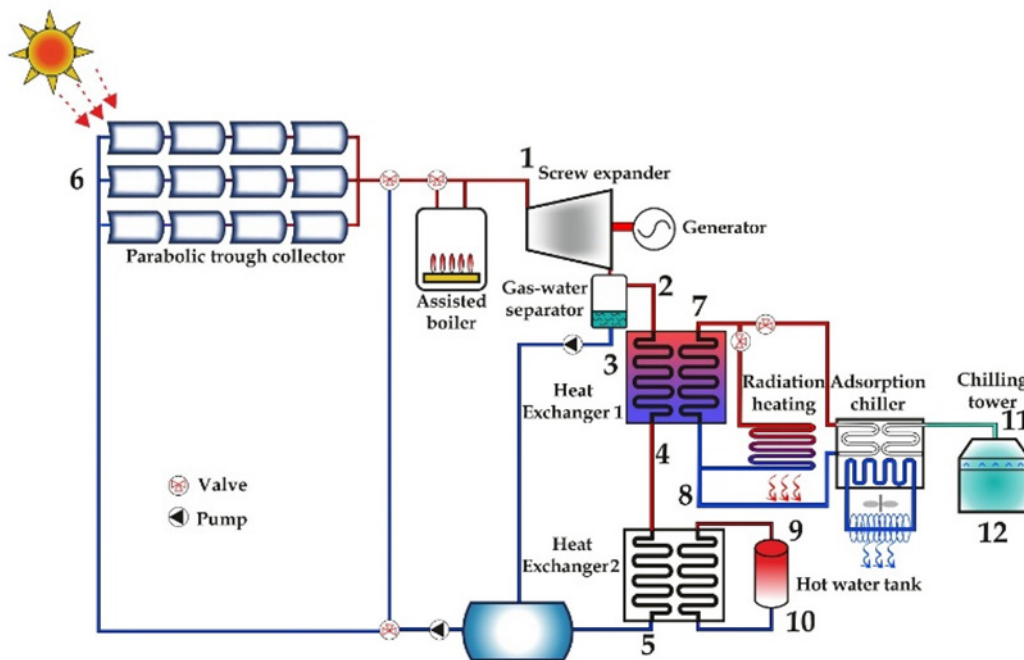 1
Screw expander
6
Generator
Parabolic trough collector
Gas-water
separator
2
7
Assisted
boiler
3
Heat
Exchanger 1
Radiation
heating
Adsorption
chiller
Chilling
tower
11
4
8
Valve
Pump
12
9
Heat
Exchanger2
Hot water tank
10
5